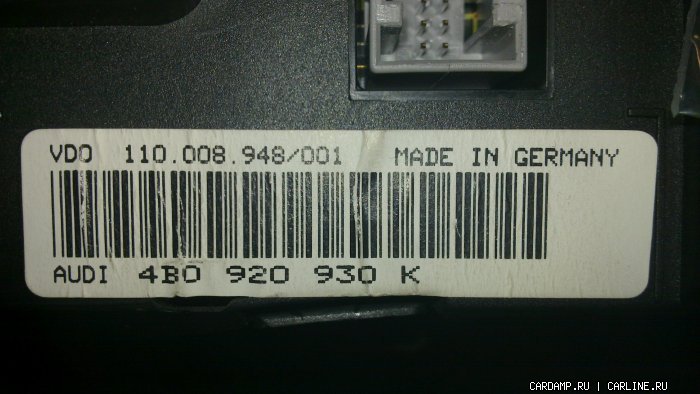 VDO 110.008.948/001 MADE IN GERMANY
AUDI 4B0 920 930 K
CARDAMP.RU | CARLINE.RU